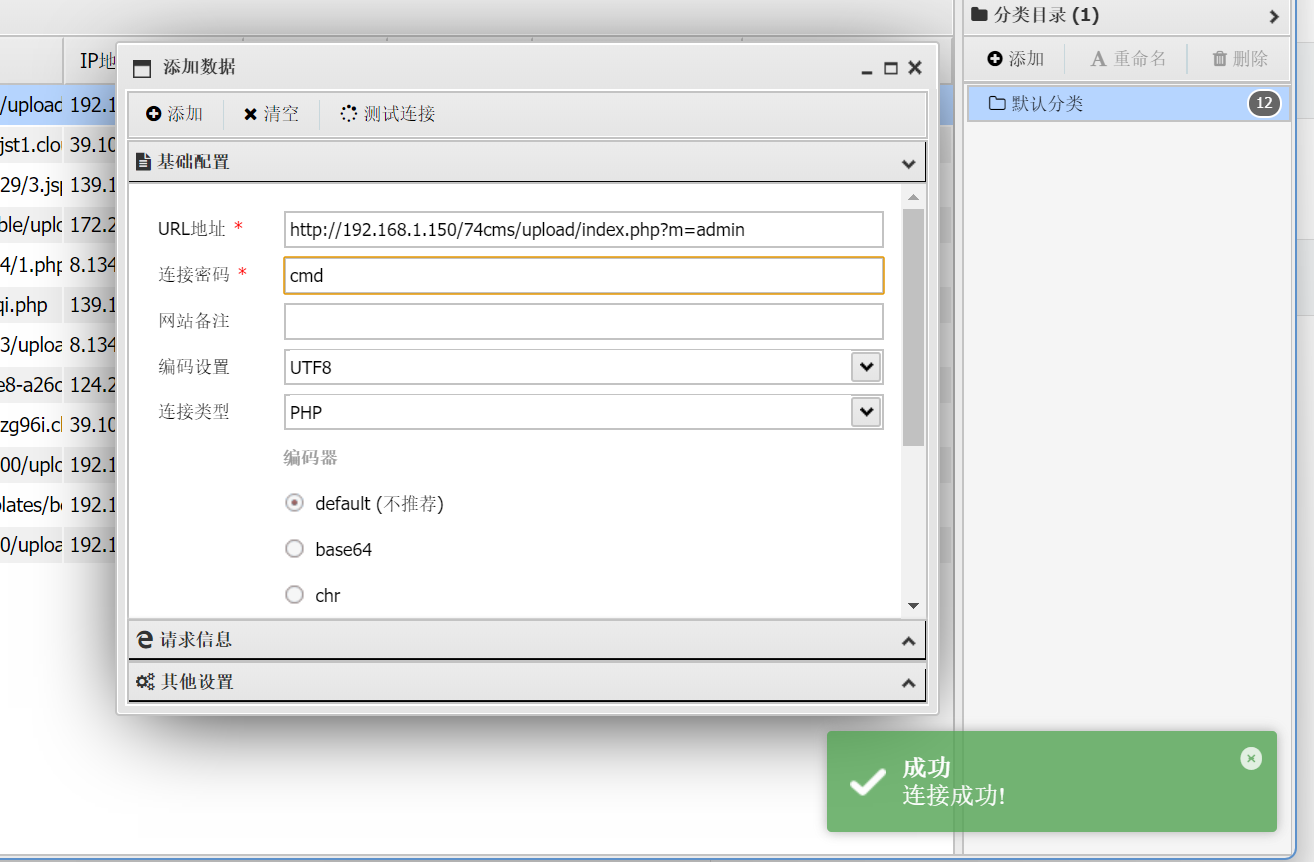 分类目录 (1)
添加
重命名
删除
默认分类
12
IP地
/upload 192.1
jst1.clou 39.10
29/3.jsp 139.1
ble/uplo 172.2
4/1.php 8.134
qi.php 139.1
3/uploa 8.134
e8-a26c 124.2
zg96i.cl 39.10
00/uplo 192.1
plates/be 192.1
0/uploa 192.1
添加数据
添加
清空
测试连接
基础配置
URL地址 *
http://192.168.1.150/74cms/upload/index.php?m=admin
连接密码 *
cmd
网站备注
编码设置
UTF8
连接类型
PHP
编码器
default (不推荐)
base64
chr
请求信息
其他设置
成功
连接成功!